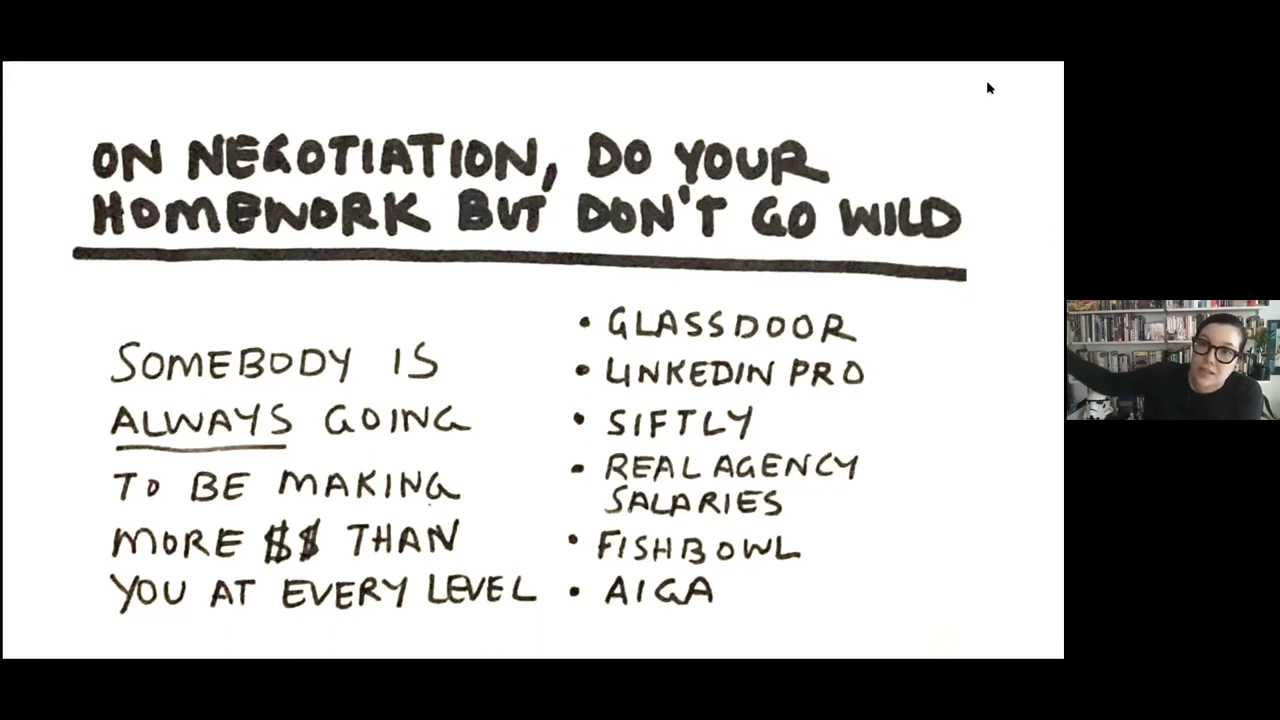 ON NEGOTIATION, DO YOUR
HOMEWORK BUT DON'T GO WILD
SOMEBODY IS
ALWAYS GOING
TO BE MAKING
MORE $$ THAN
YOU AT EVERY LEVEL
• GLASSDOOR
• LINKEDIN PRO
• SIFTLY
• REAL AGENCY
SALARIES
• FISHBOWL
• AIGA